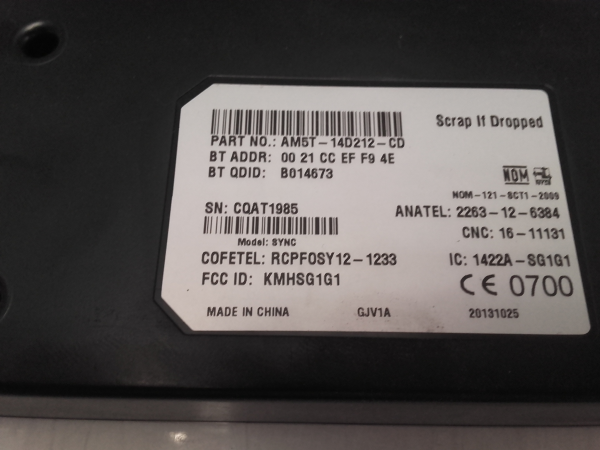 Scrap If Dropped
PART NO.: AM5T-14D212-CD
BT ADDR: 00 21 CC EF F9 4E
BT QDID: B014673
NOM
NOM-121-SCT1-2009
SN: CQAT1985
ANATEL: 2263-12-6384
CNC: 16-11131
Model: SYNC
COFETEL: RCPFOSY12-1233
IC: 1422A-SG1G1
FCC ID: KMHSG1G1
CE 0700
MADE IN CHINA
GJV1A
20131025